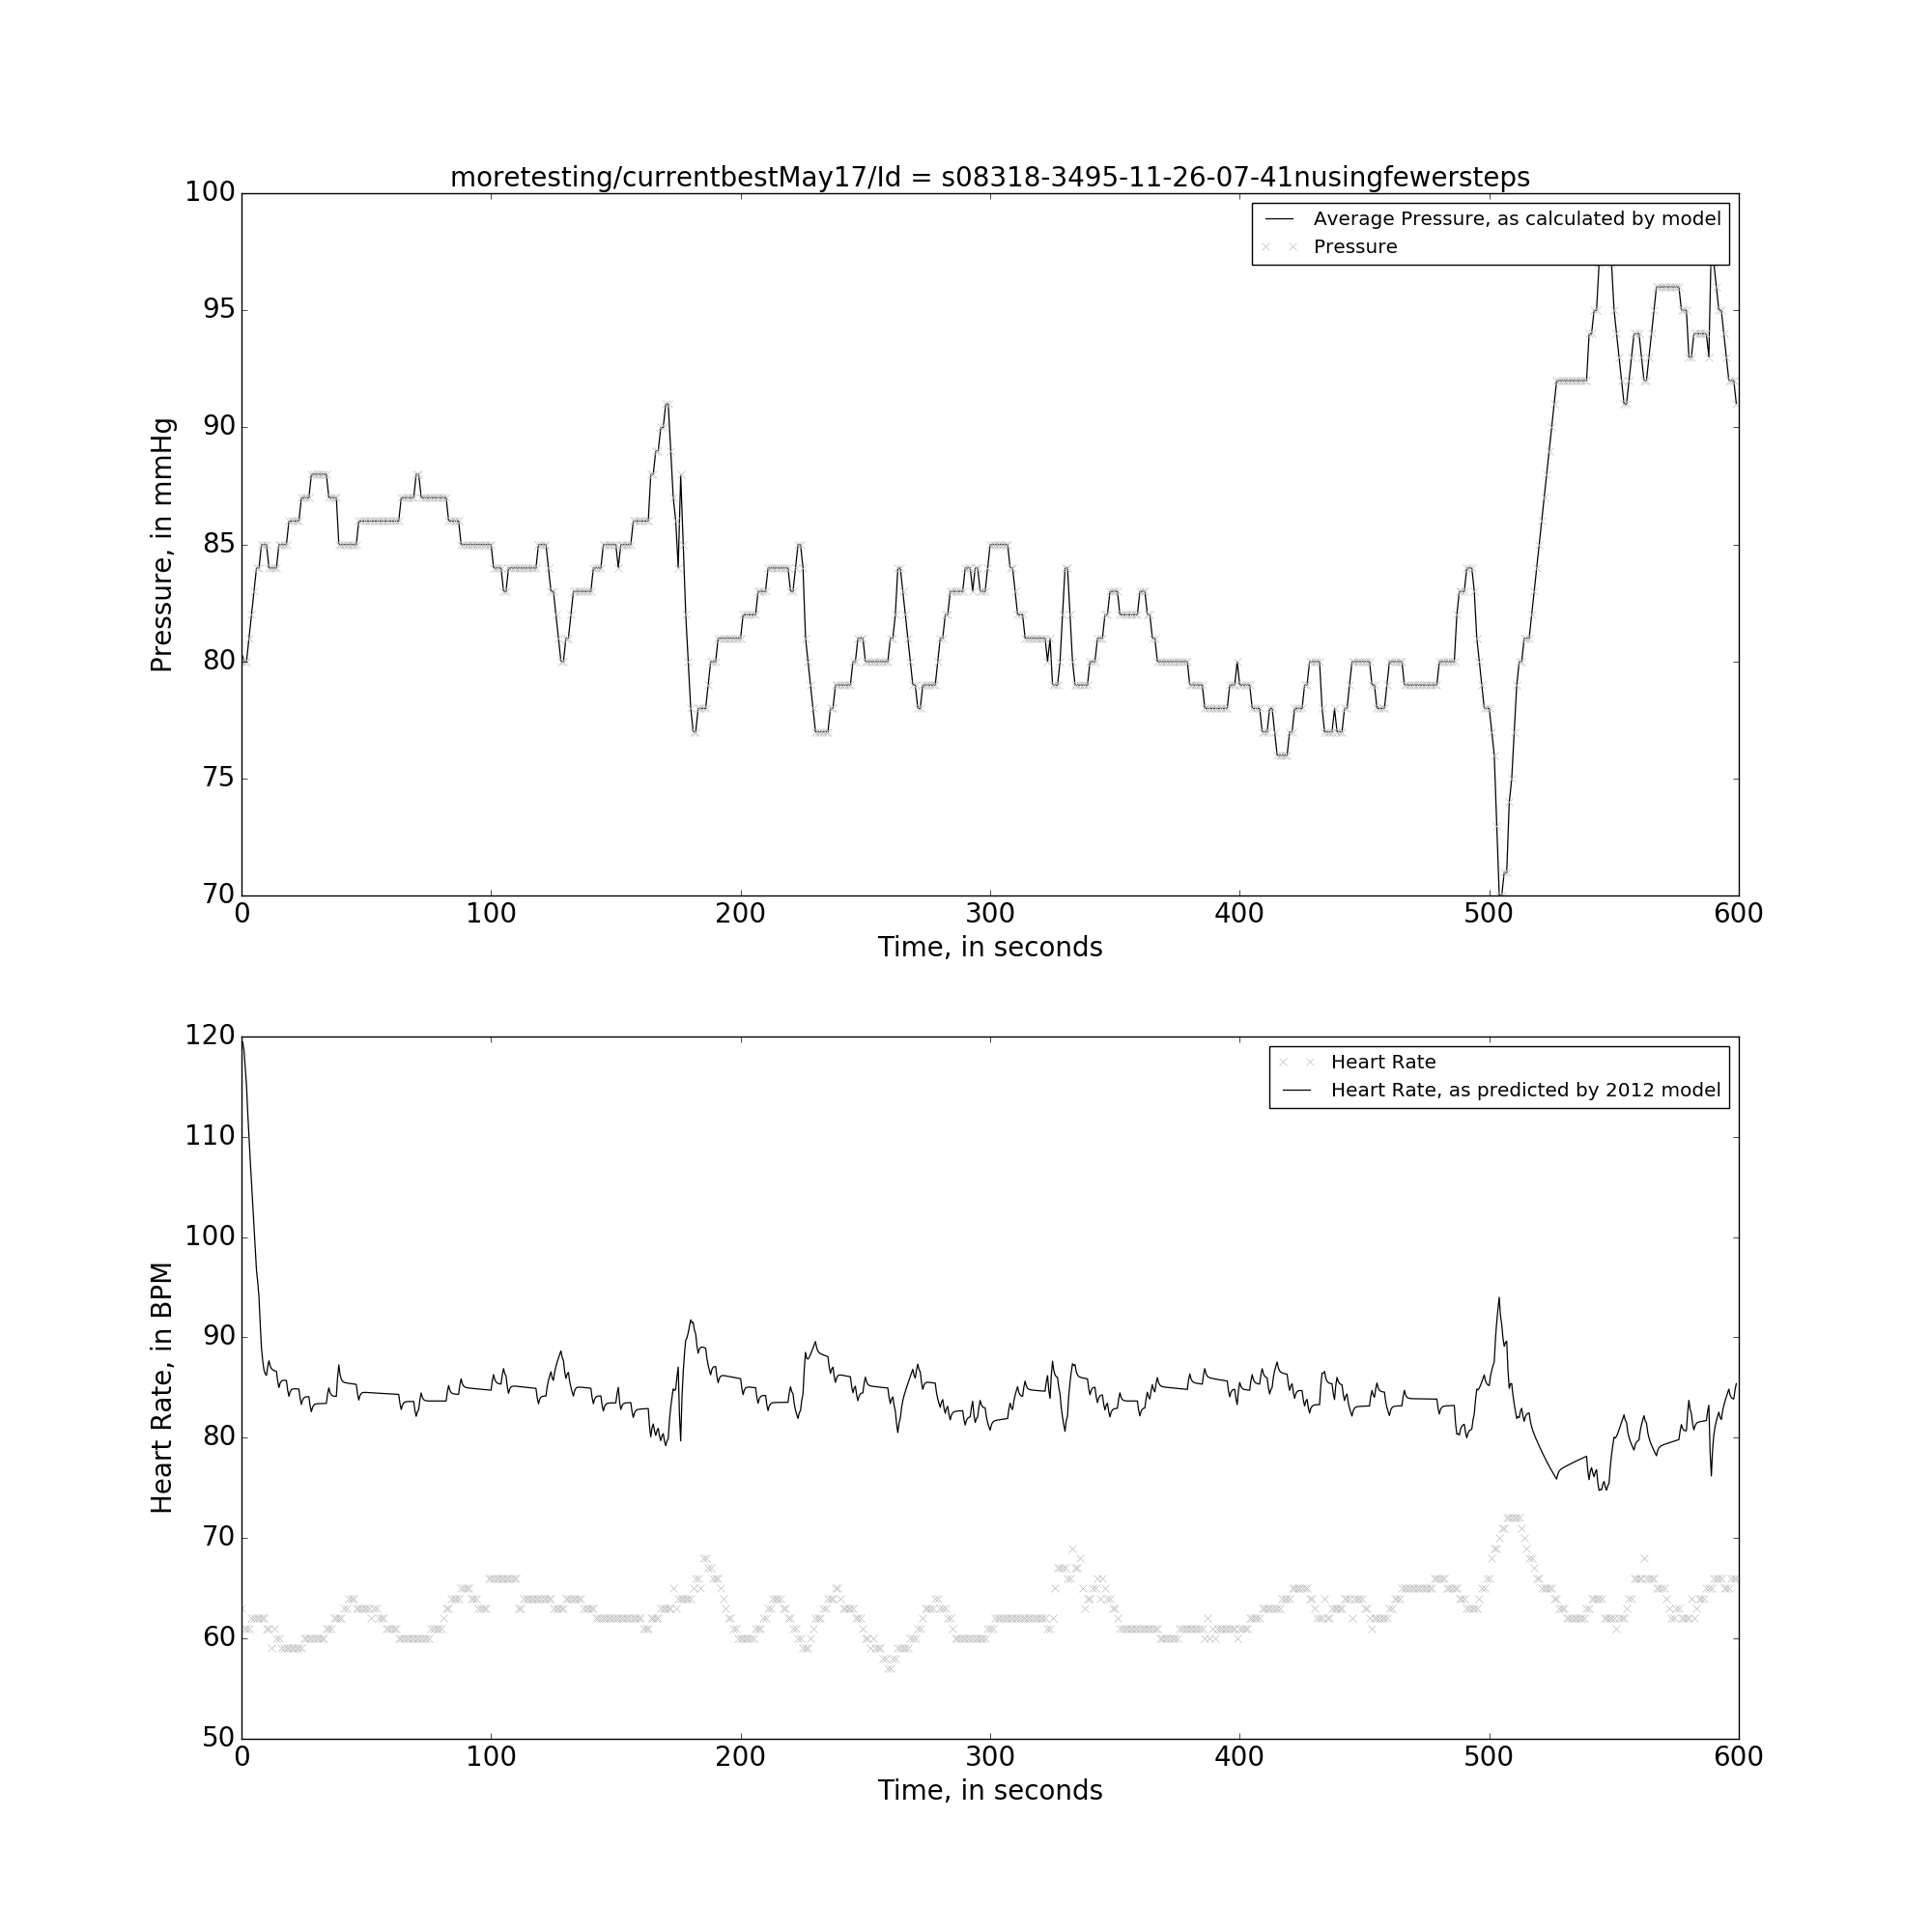 moretesting/currentbestMay17/Id = s08318-3495-11-26-07-41nusingfewersteps
100
95
90
85
80
75
70
Pressure, in mmHg
Average Pressure, as calculated by model
Pressure
0 100 200 300 400 500 600
Time, in seconds
120
110
100
90
80
70
60
50
Heart Rate, in BPM
Heart Rate
Heart Rate, as predicted by 2012 model
0 100 200 300 400 500 600
Time, in seconds